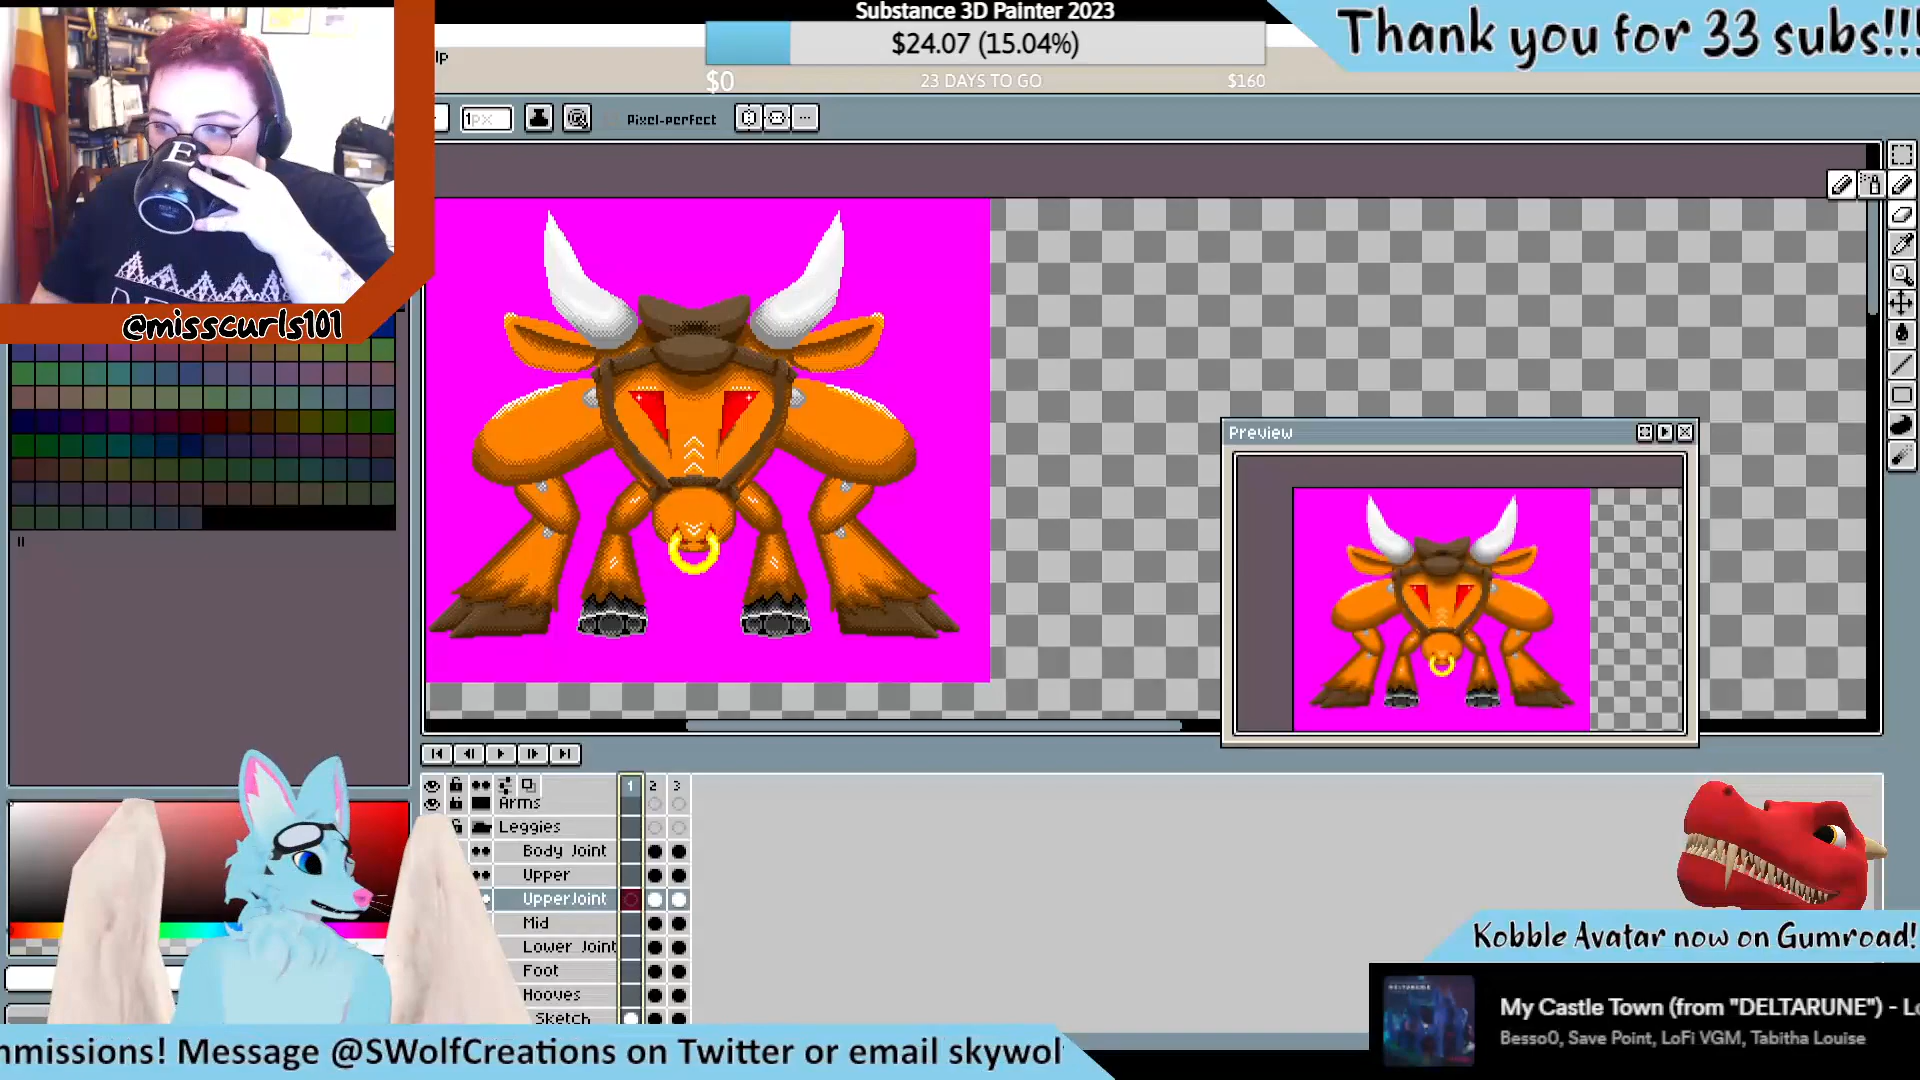 Substance 3D Painter 2023
$24.07 (15.04%)
$0
23 DAYS TO GO
$160
Thank you for 33 subs!!!
lp
1px
Pixel-perfect
E
@misscurls101
Preview
1 2 3
Arms
Leggies
Body Joint
Upper
UpperJoint
Mid
Lower Joint
Foot
Hooves
Sketch
Kobble Avatar now on Gumroad!
My Castle Town (from "DELTARUNE") - Lo
Besso0, Save Point, LoFi VGM, Tabitha Louise
DELTARUNE
mmissions! Message @SWolfCreations on Twitter or email skywol